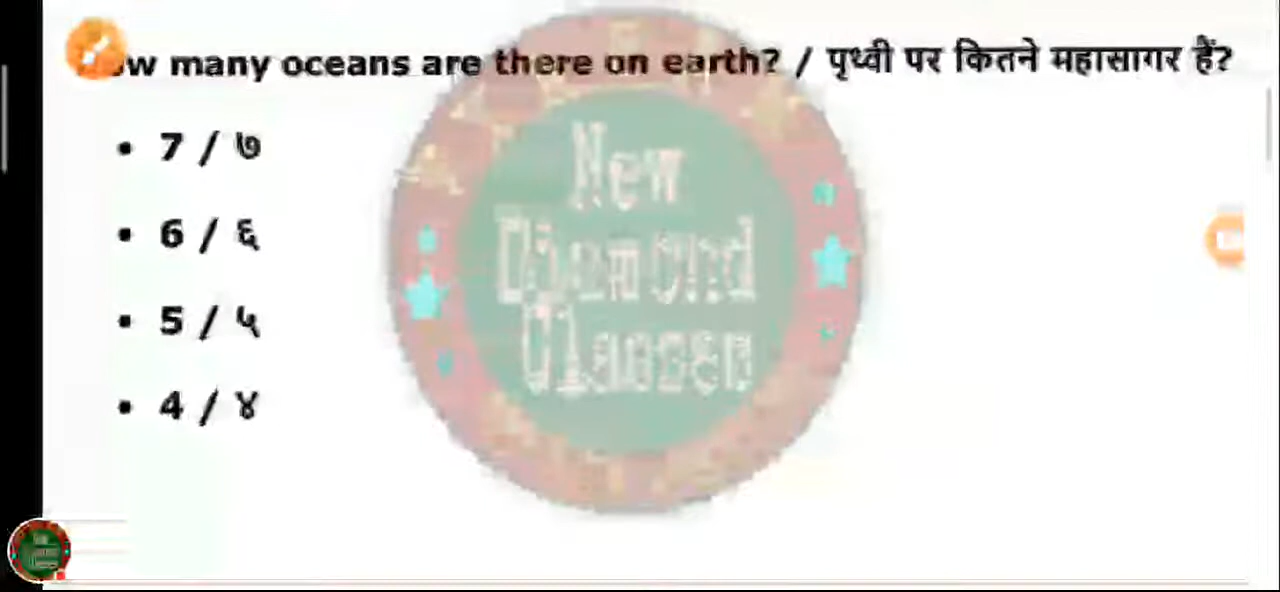 ow many oceans are there on earth? / पृथ्वी पर कितने महासागर हैं?
• 7 / ७
• 6 / ६
• 5 / ५
• 4 / ४
New
Diamond
Classes